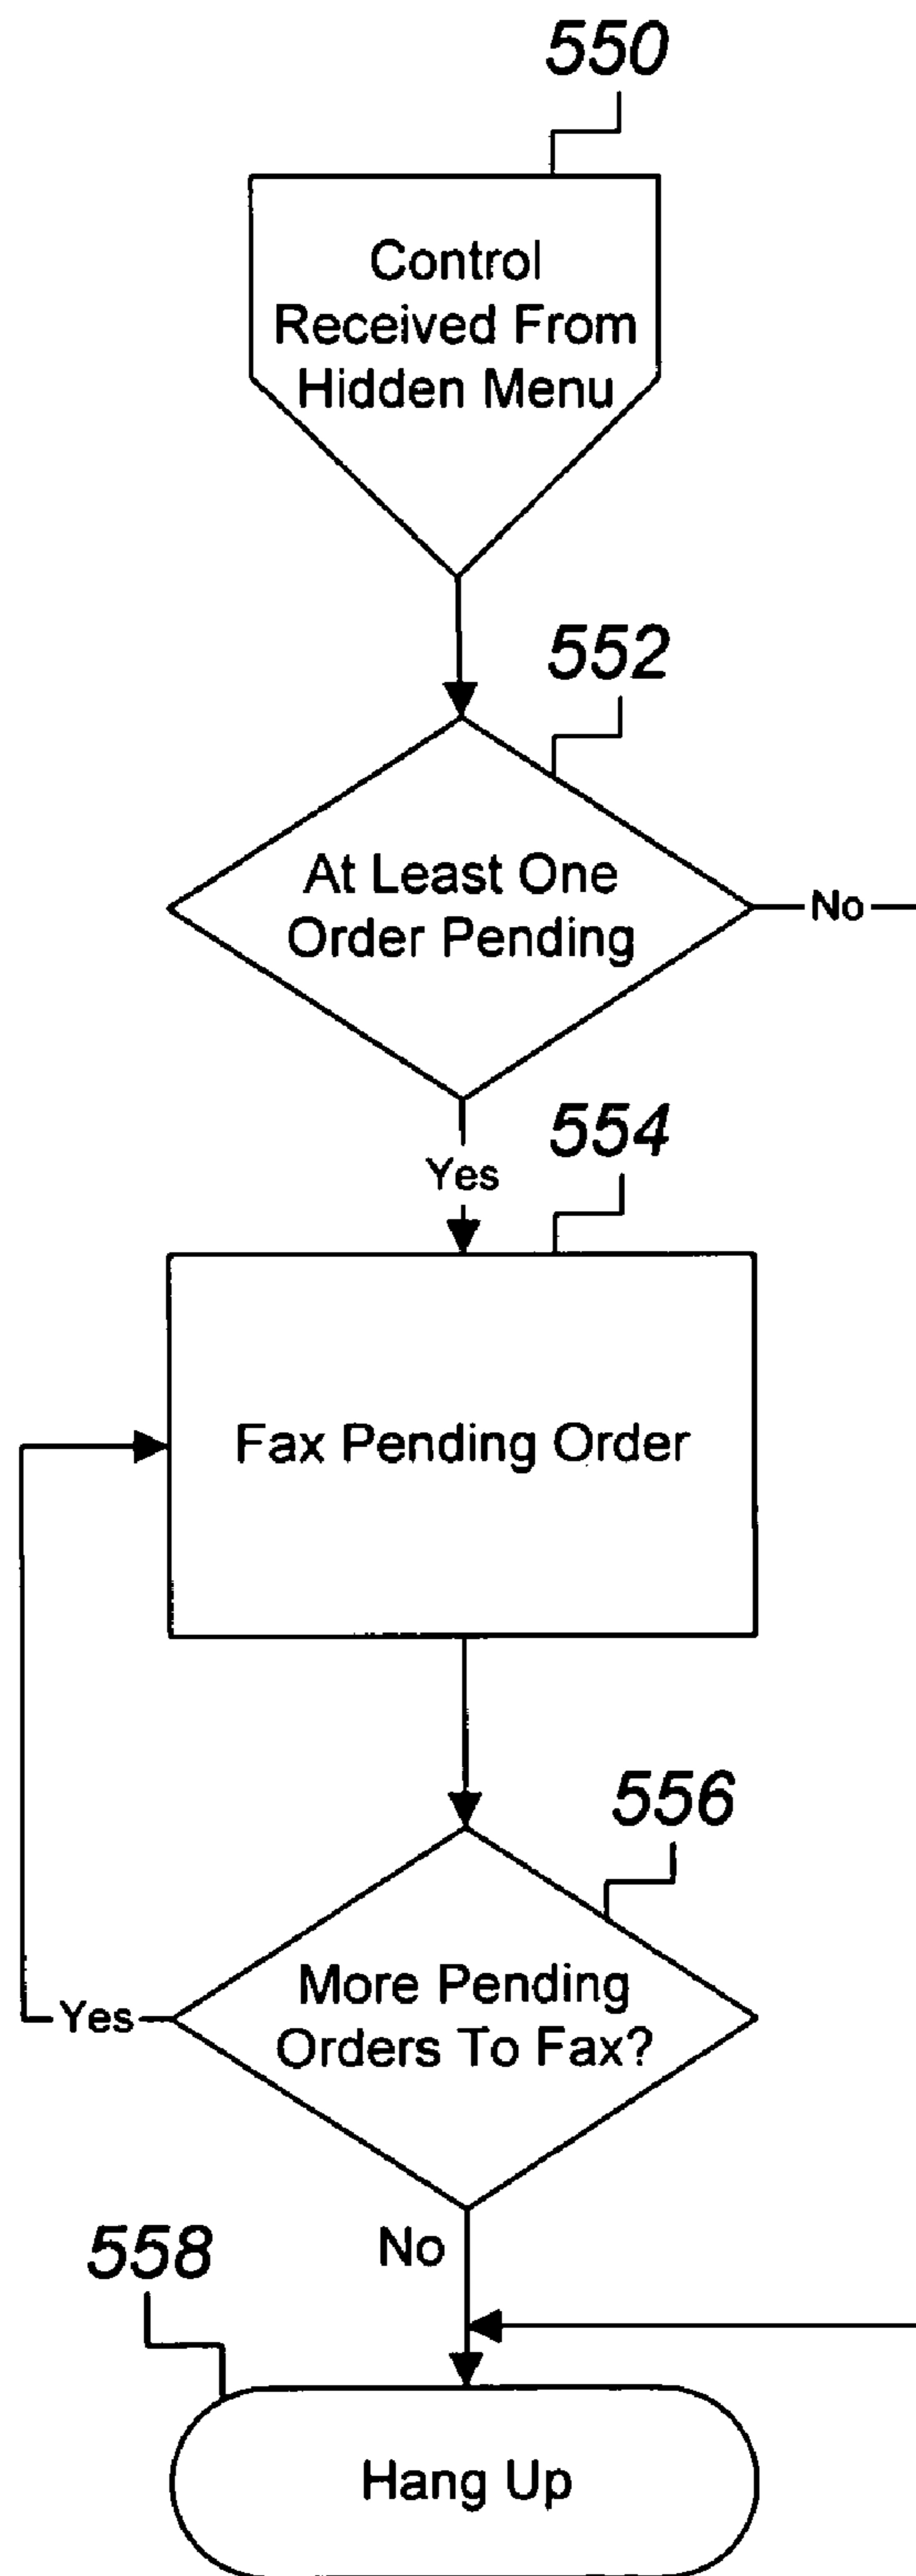 550
Control
Received From
Hidden Menu
552
At Least One
Order Pending
No
Yes
554
Fax Pending Order
556
More Pending
Orders To Fax?
Yes
No
558
Hang Up